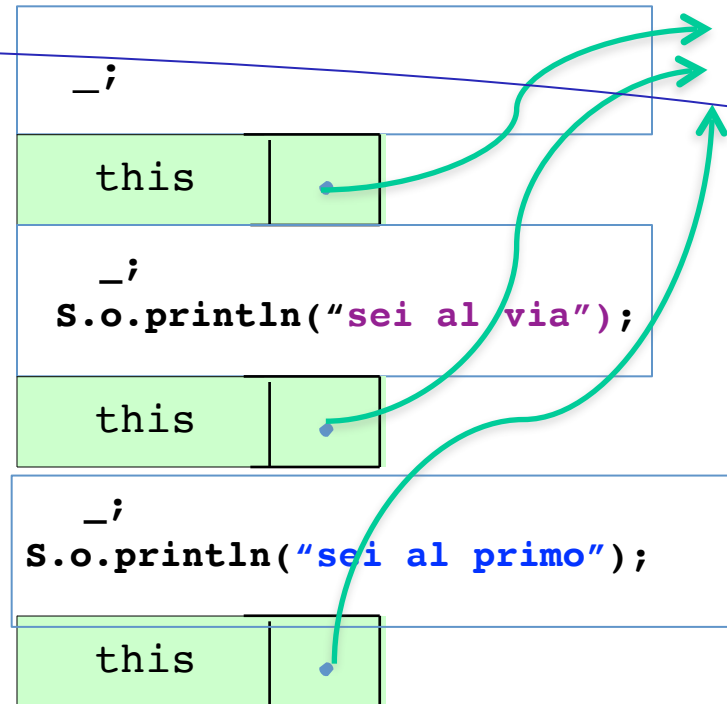 _;
this
_;
S.o.println(“sei al via”);
this
_;
S.o.println(“sei al primo”);
this